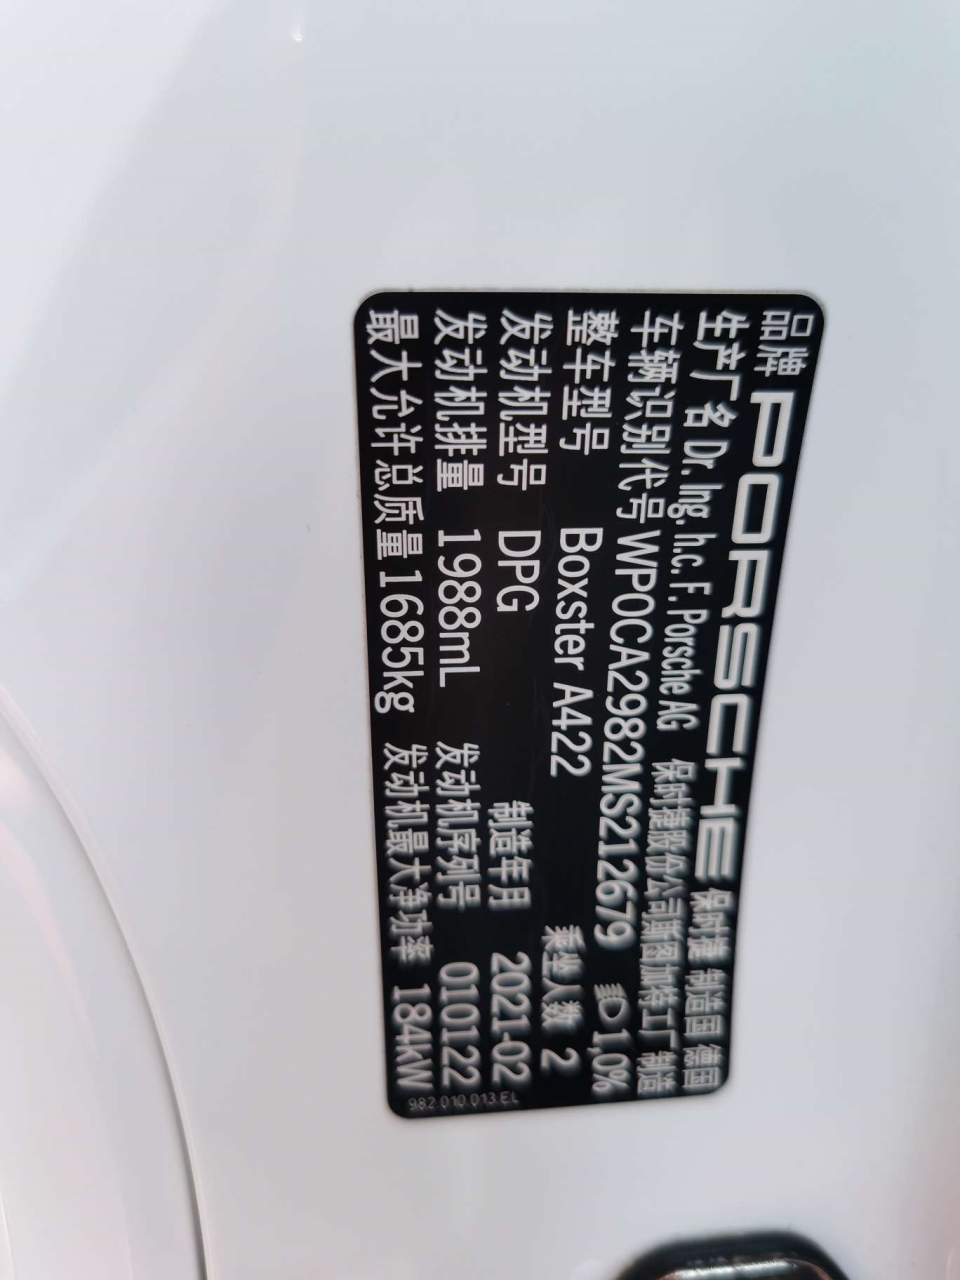 品牌 PORSCHE 保时捷 制造国 德国
生产厂名 Dr. Ing. h.c. F. Porsche AG 保时捷股份公司斯图加特工厂 制造
车辆识别代号 WP0CA2982MS212679 1,0%
整车型号 Boxster A422 乘坐人数 2
发动机型号 DPG 制造年月 2021-02
发动机排量 1988mL 发动机序列号 010122
最大允许总质量 1685kg 发动机最大净功率 184kW
982.010.013.EL